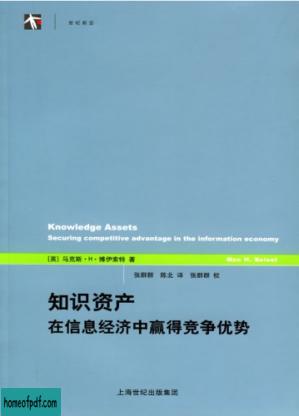 世纪前沿
Knowledge Assets
Securing competitive advantage in the information economy
[英] 马克斯·H·博伊索特 著
Max H. Boisot
张群群 陈北 译 张群群 校
知识资产
在信息经济中赢得竞争优势
上海世纪出版集团
homeofpdf.com